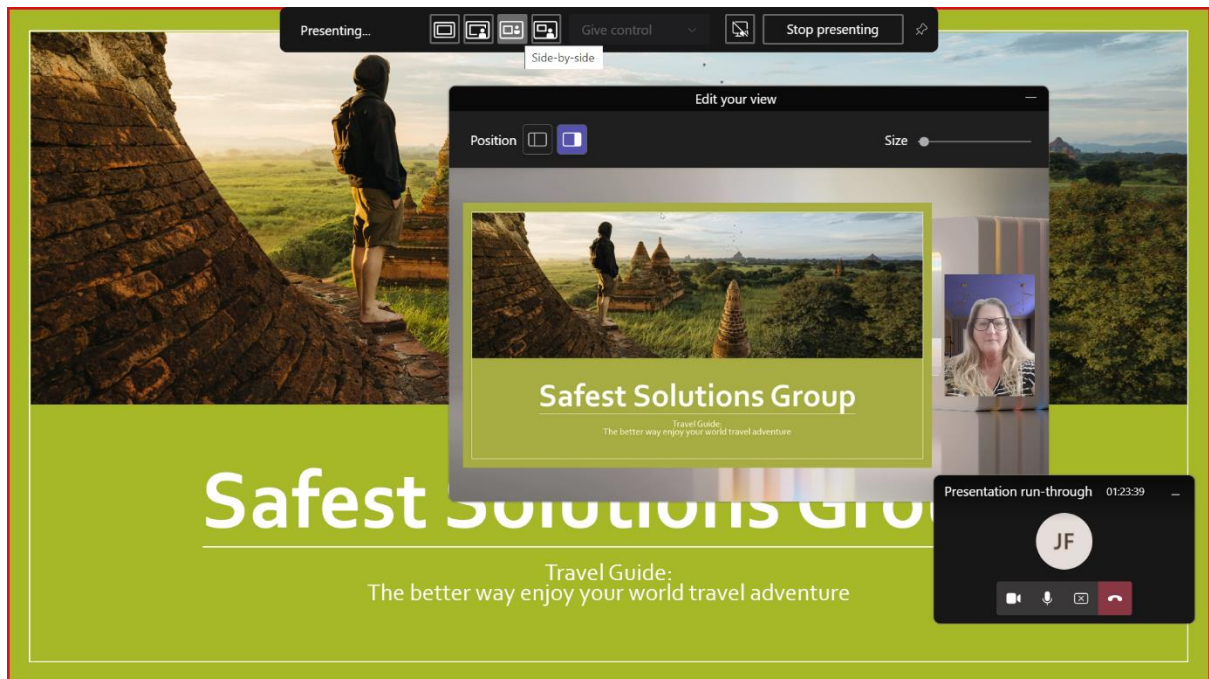 Presenting...
Give control
Stop presenting
Side-by-side
Edit your view
Position
Size
Safest Solutions Group
Travel Guide:
The better way enjoy your world travel adventure
Presentation run-through 01:23:39
JF
Safest Solutions Grou
Travel Guide:
The better way enjoy your world travel adventure